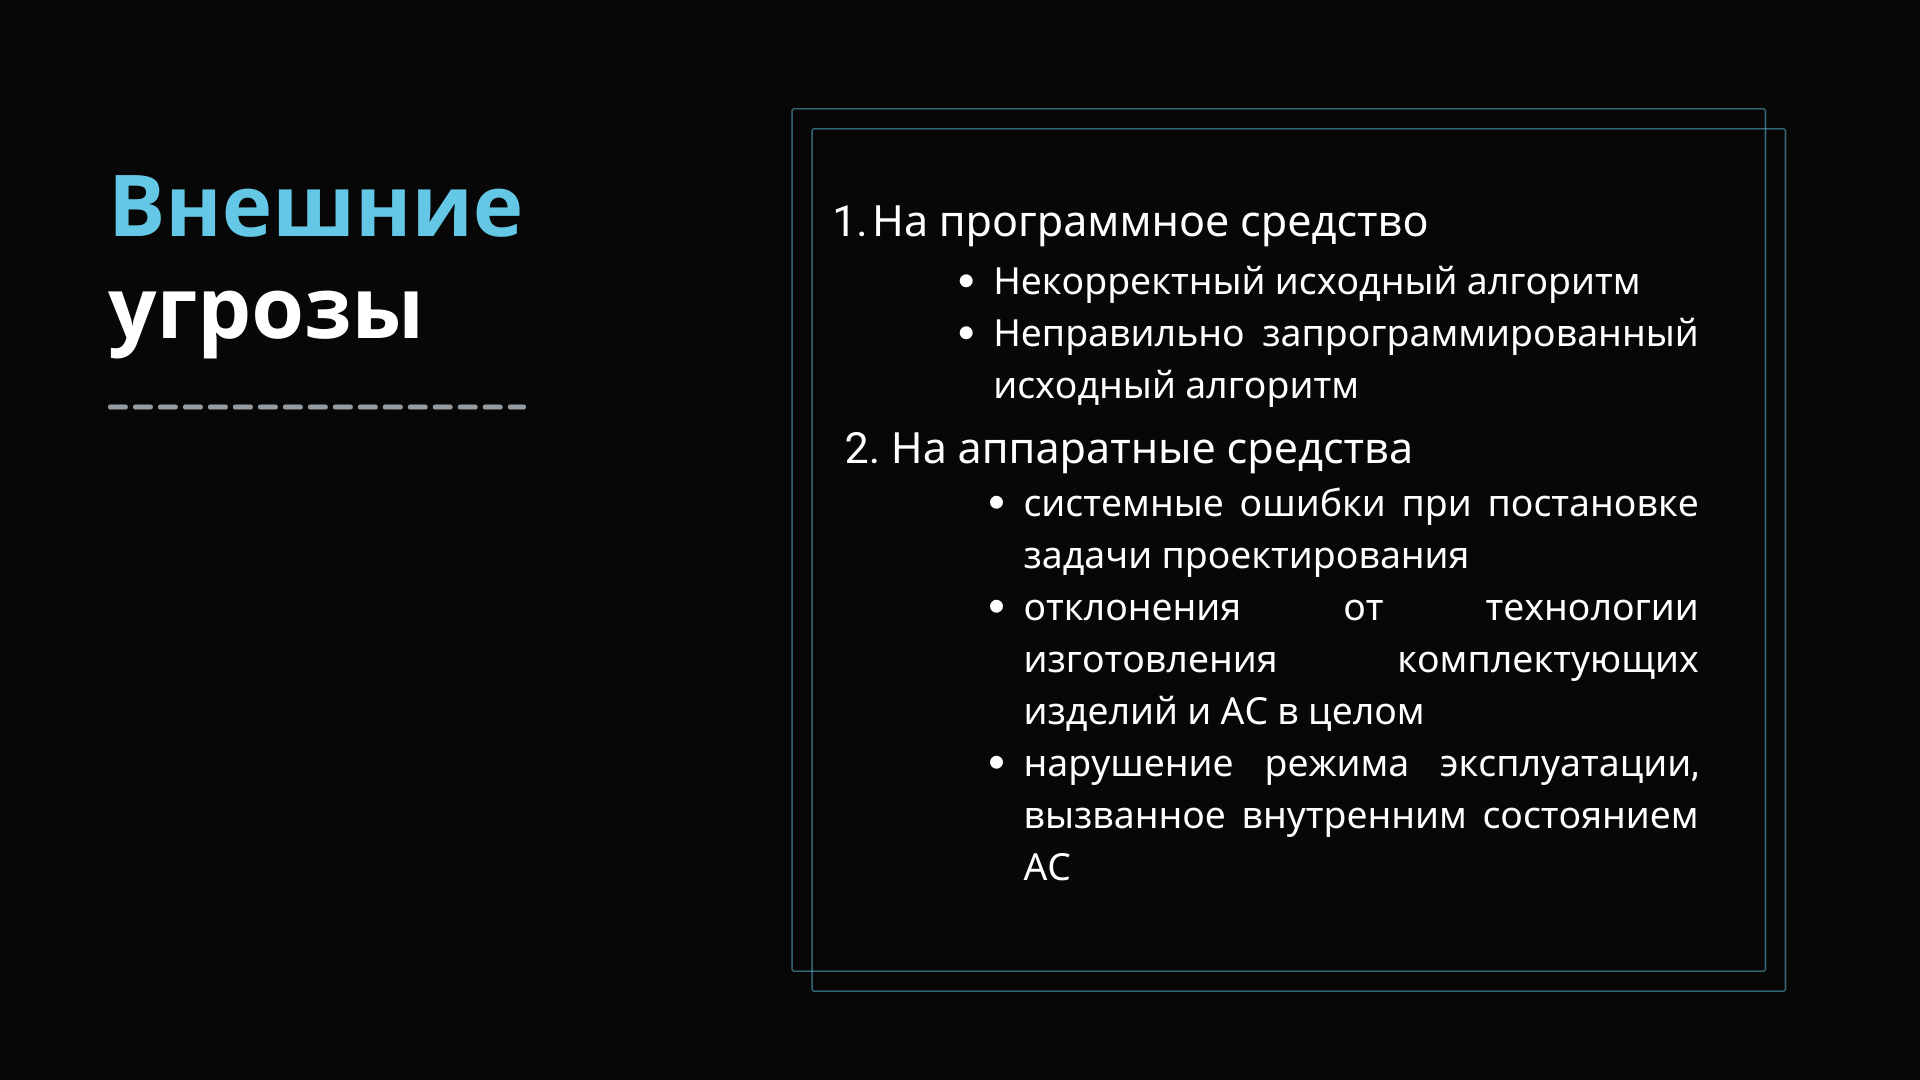 Внешние
угрозы
1. На программное средство
• Некорректный исходный алгоритм
• Неправильно запрограммированный
исходный алгоритм
2. На аппаратные средства
• системные ошибки при постановке
задачи проектирования
• отклонения от технологии
изготовления комплектующих
изделий и АС в целом
• нарушение режима эксплуатации,
вызванное внутренним состоянием
АС